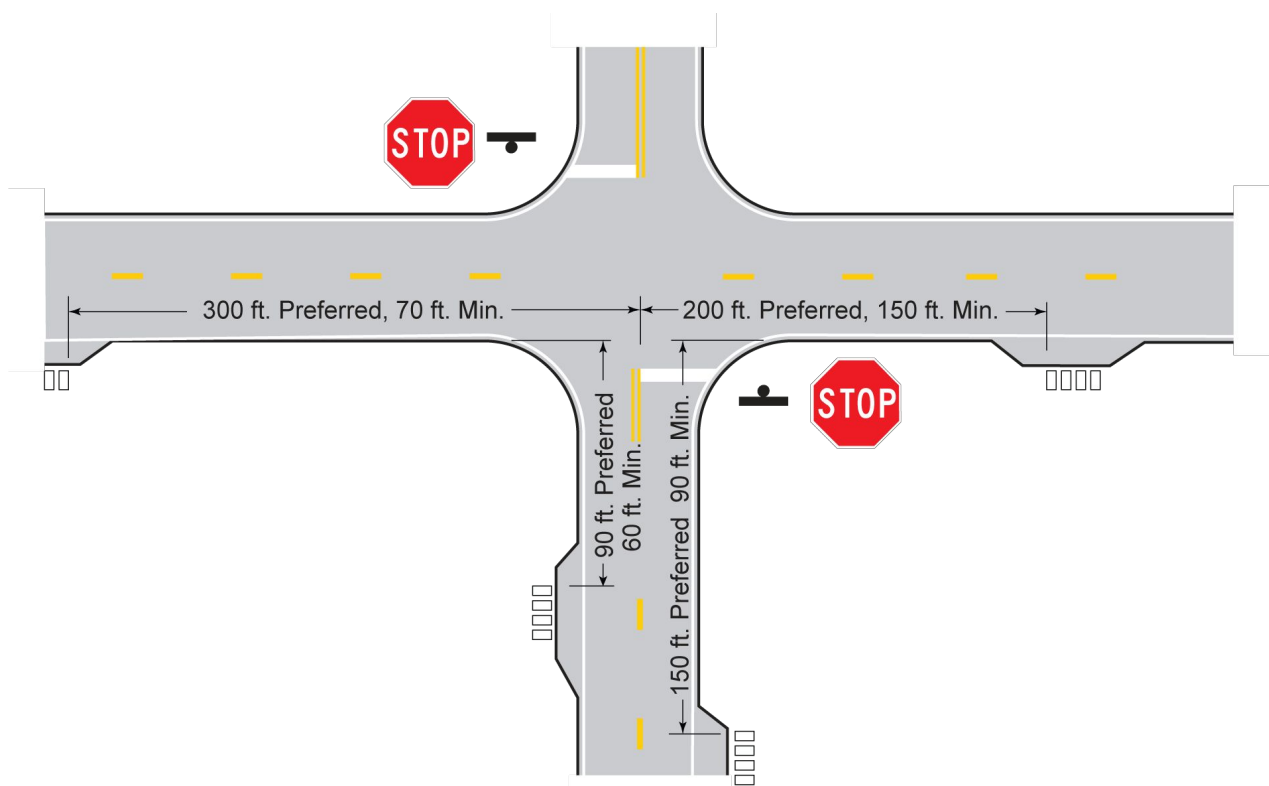 STOP
300 ft. Preferred, 70 ft. Min.
200 ft. Preferred, 150 ft. Min.
STOP
90 ft. Preferred
60 ft. Min.
150 ft. Preferred 90 ft. Min.